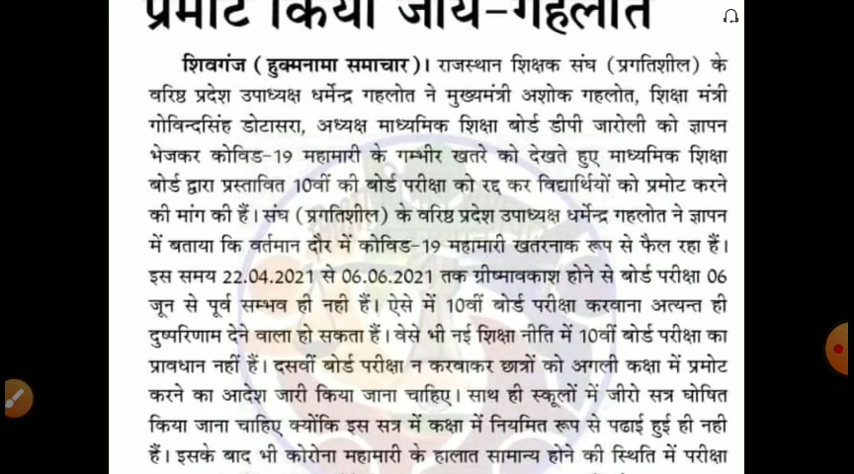 प्रमोट किया जाय-गहलोत
शिवगंज (हुक्मनामा समाचार)। राजस्थान शिक्षक संघ (प्रगतिशील) के
वरिष्ठ प्रदेश उपाध्यक्ष धर्मेन्द्र गहलोत ने मुख्यमंत्री अशोक गहलोत, शिक्षा मंत्री
गोविन्दसिंह डोटासरा, अध्यक्ष माध्यमिक शिक्षा बोर्ड डीपी जारोली को ज्ञापन
भेजकर कोविड-19 महामारी के गम्भीर खतरे को देखते हुए माध्यमिक शिक्षा
बोर्ड द्वारा प्रस्तावित 10वीं की बोर्ड परीक्षा को रद्द कर विद्यार्थियों को प्रमोट करने
की मांग की हैं। संघ (प्रगतिशील) के वरिष्ठ प्रदेश उपाध्यक्ष धर्मेन्द्र गहलोत ने ज्ञापन
में बताया कि वर्तमान दौर में कोविड-19 महामारी खतरनाक रूप से फैल रहा हैं।
इस समय 22.04.2021 से 06.06.2021 तक ग्रीष्मावकाश होने से बोर्ड परीक्षा 06
जून से पूर्व सम्भव ही नही हैं। ऐसे में 10वीं बोर्ड परीक्षा करवाना अत्यन्त ही
दुष्परिणाम देने वाला हो सकता हैं। वेसे भी नई शिक्षा नीति में 10वीं बोर्ड परीक्षा का
प्रावधान नहीं हैं। दसवीं बोर्ड परीक्षा न करवाकर छात्रों को अगली कक्षा में प्रमोट
करने का आदेश जारी किया जाना चाहिए। साथ ही स्कूलों में जीरो सत्र घोषित
किया जाना चाहिए क्योंकि इस सत्र में कक्षा में नियमित रूप से पढाई हुई ही नही
हैं। इसके बाद भी कोरोना महामारी के हालात सामान्य होने की स्थिति में परीक्षा